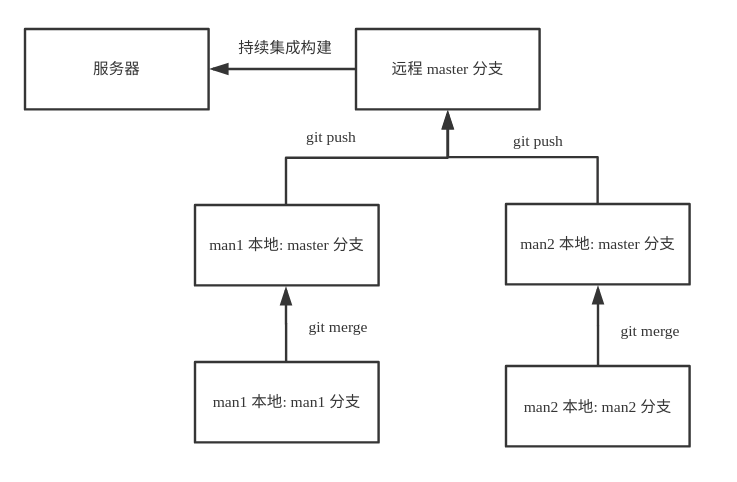 持续集成构建
服务器
远程 master 分支
git push
git push
man1 本地: master 分支
man2 本地: master 分支
git merge
git merge
man1 本地: man1 分支
man2 本地: man2 分支